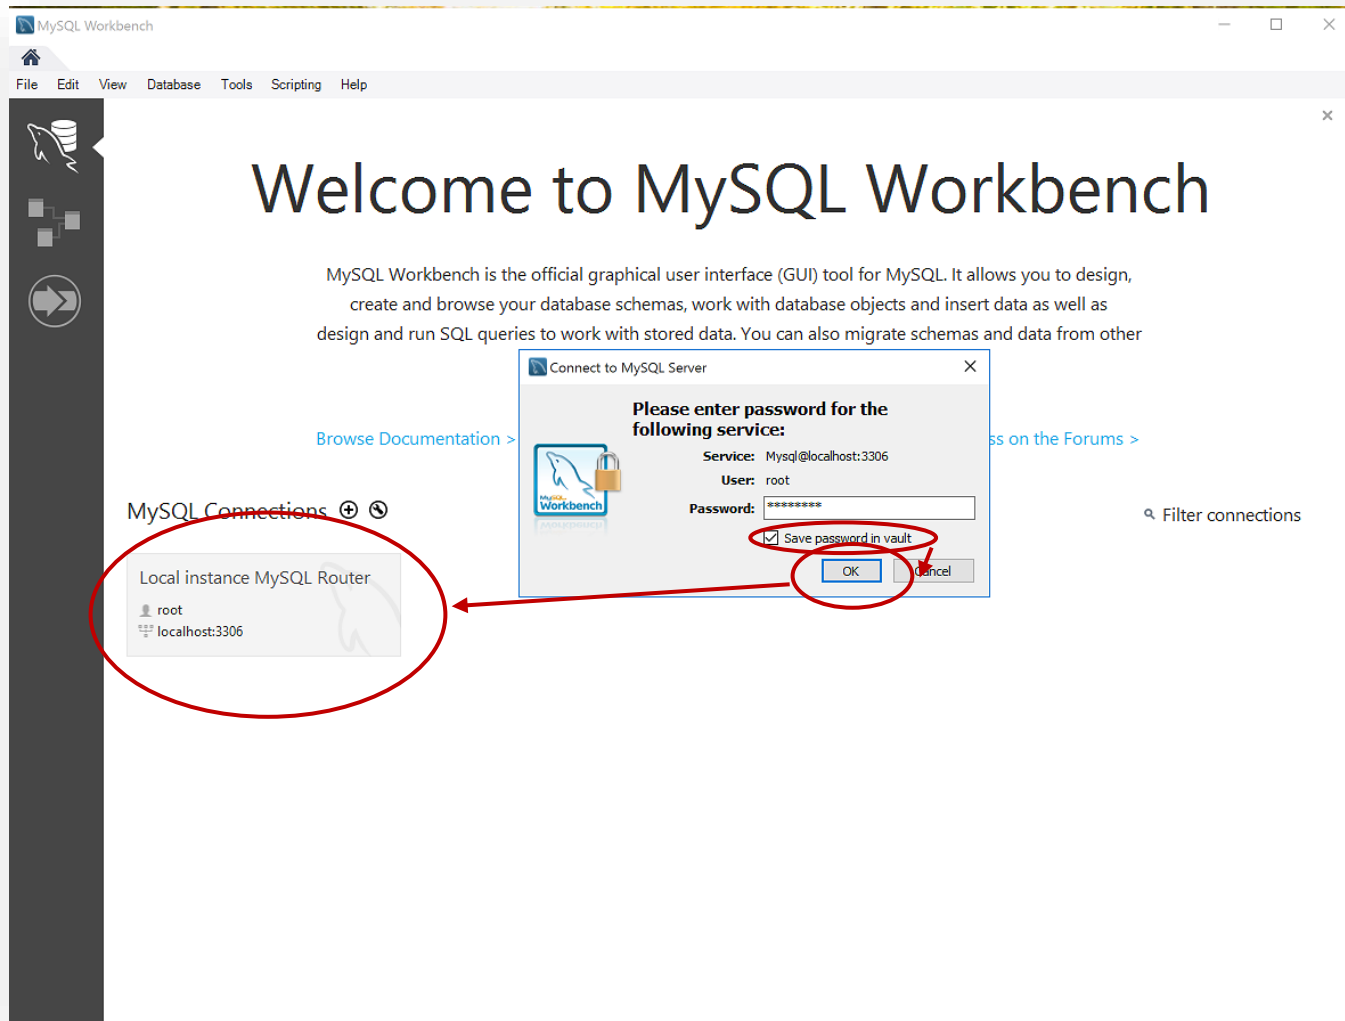 MySQL Workbench
File Edit View Database Tools Scripting Help
Welcome to MySQL Workbench
MySQL Workbench is the official graphical user interface (GUI) tool for MySQL. It allows you to design,
create and browse your database schemas, work with database objects and insert data as well as
design and run SQL queries to work with stored data. You can also migrate schemas and data from other
Connect to MySQL Server
Please enter password for the
following service:
Service: Mysql@localhost:3306
User: root
Password: ********
Save password in vault
OK Cancel
MySQL
Workbench
Browse Documentation >
on the Forums >
MySQL Connections
Filter connections
Local instance MySQL Router
root
localhost:3306